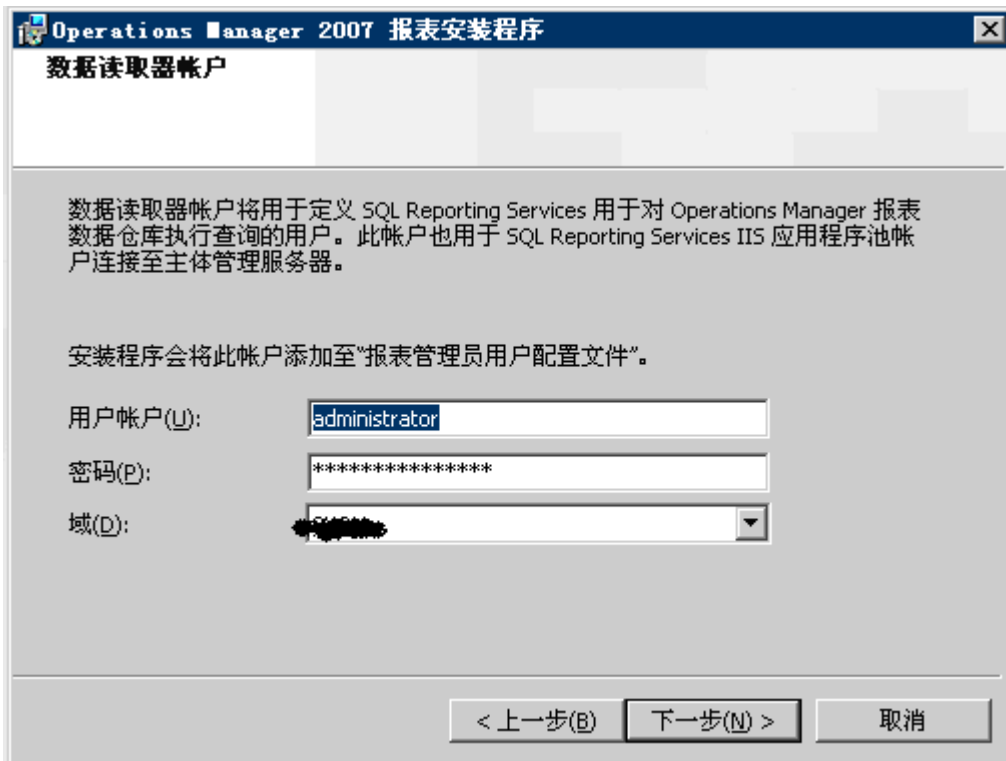 Operations Manager 2007 报表安装程序
数据读取器帐户
数据读取器帐户将用于定义 SQL Reporting Services 用于对 Operations Manager 报表
数据仓库执行查询的用户。此帐户也用于 SQL Reporting Services IIS 应用程序池帐
户连接至主体管理服务器。
安装程序会将此帐户添加至“报表管理员用户配置文件”。
用户帐户(U): administrator
密码(P): ***************
域(D):
< 上一步(B) 下一步(N) > 取消